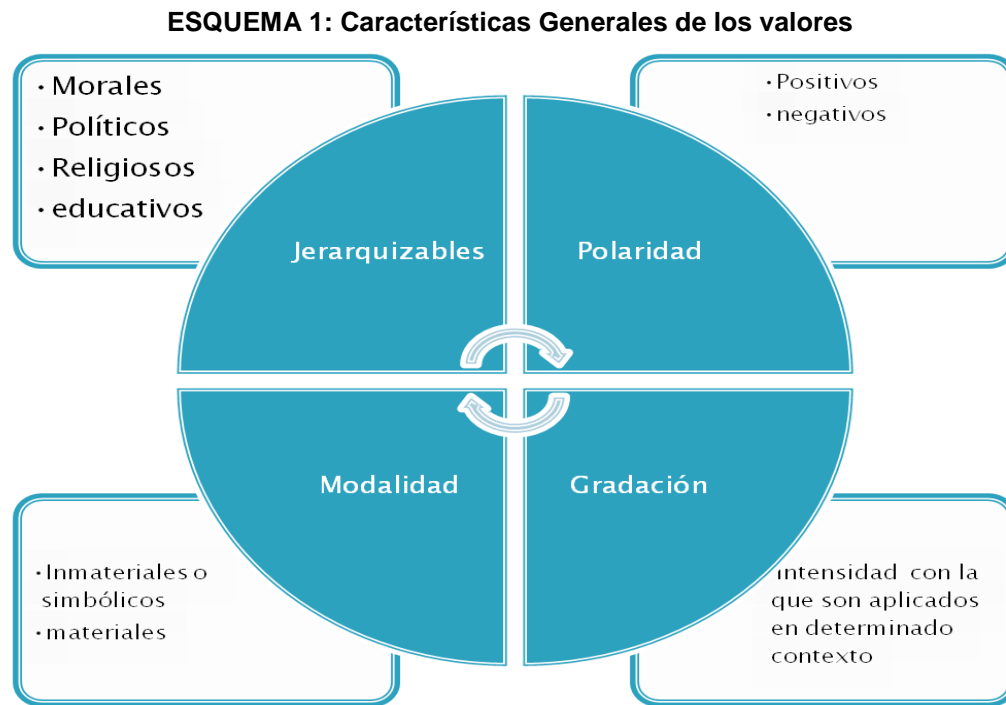 ESQUEMA 1: Características Generales de los valores
· Morales
· Políticos
· Religiosos
· educativos
· Positivos
· negativos
Jerarquizables
Polaridad
Modalidad
Gradación
· Inmateriales o
simbólicos
· materiales
intensidad con la
que son aplicados
en determinado
contexto